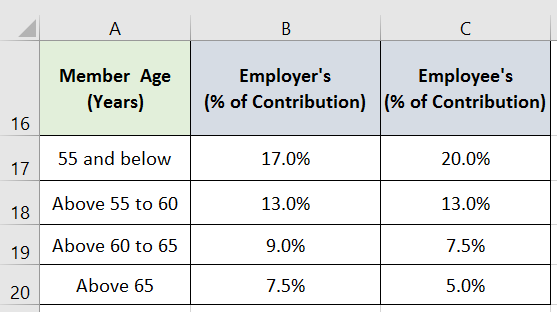 A B C
16 Member Age Employer's Employee's
(Years) (% of Contribution) (% of Contribution)
17 55 and below 17.0% 20.0%
18 Above 55 to 60 13.0% 13.0%
19 Above 60 to 65 9.0% 7.5%
20 Above 65 7.5% 5.0%